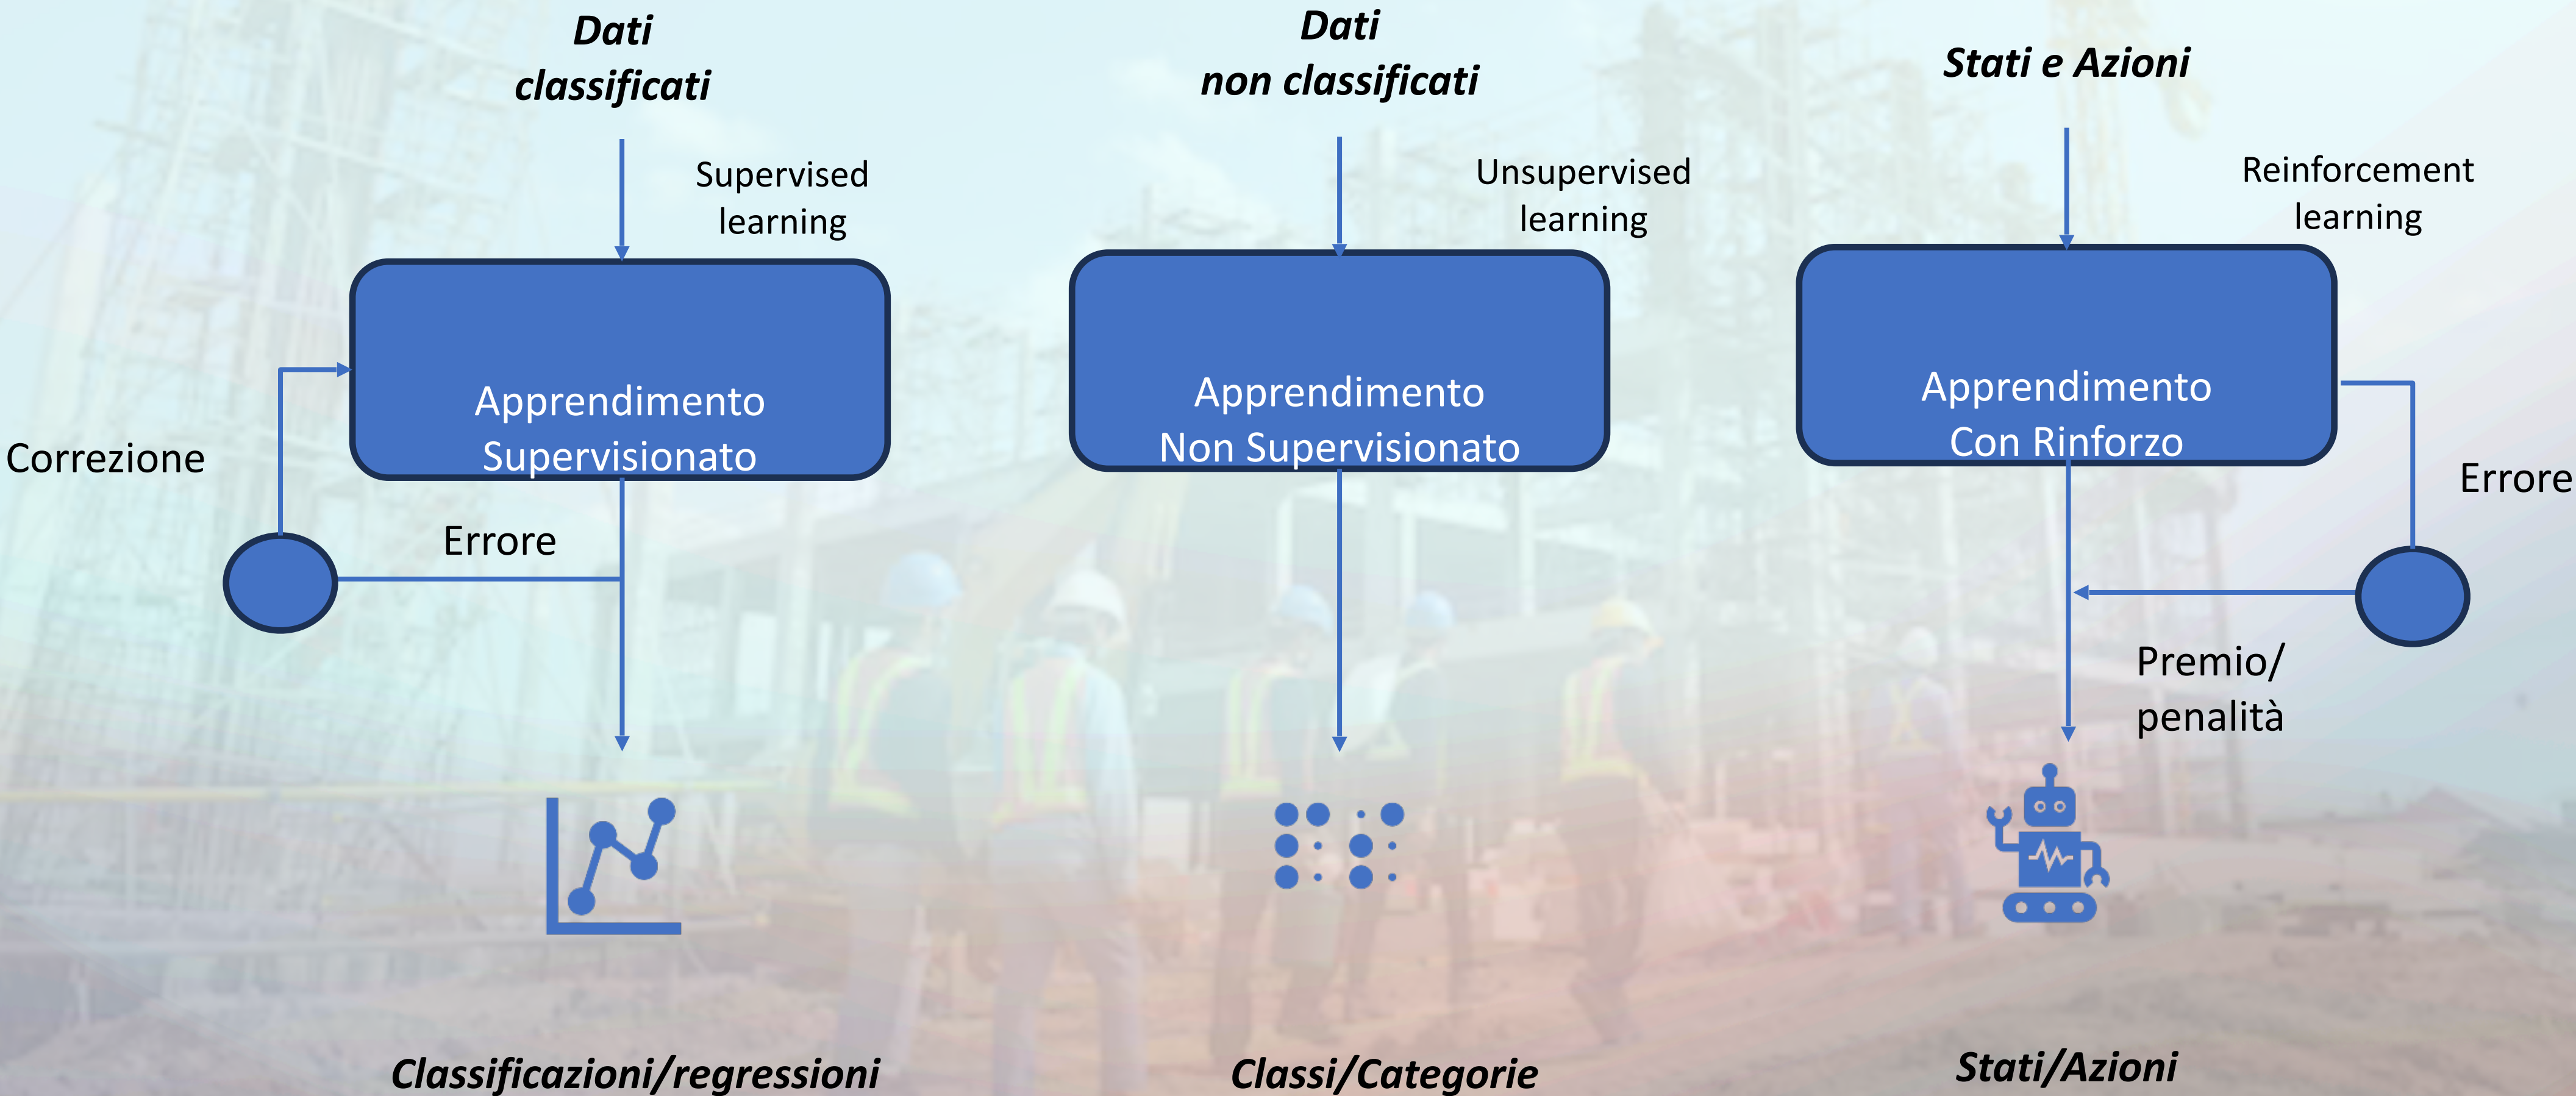 Dati
classificati
Supervised
learning
Apprendimento
Supervisionato
Correzione
Errore
Classificazioni/regressioni
Dati
non classificati
Unsupervised
learning
Apprendimento
Non Supervisionato
Classi/Categorie
Stati e Azioni
Reinforcement
learning
Apprendimento
Con Rinforzo
Errore
Premio/
penalità
Stati/Azioni